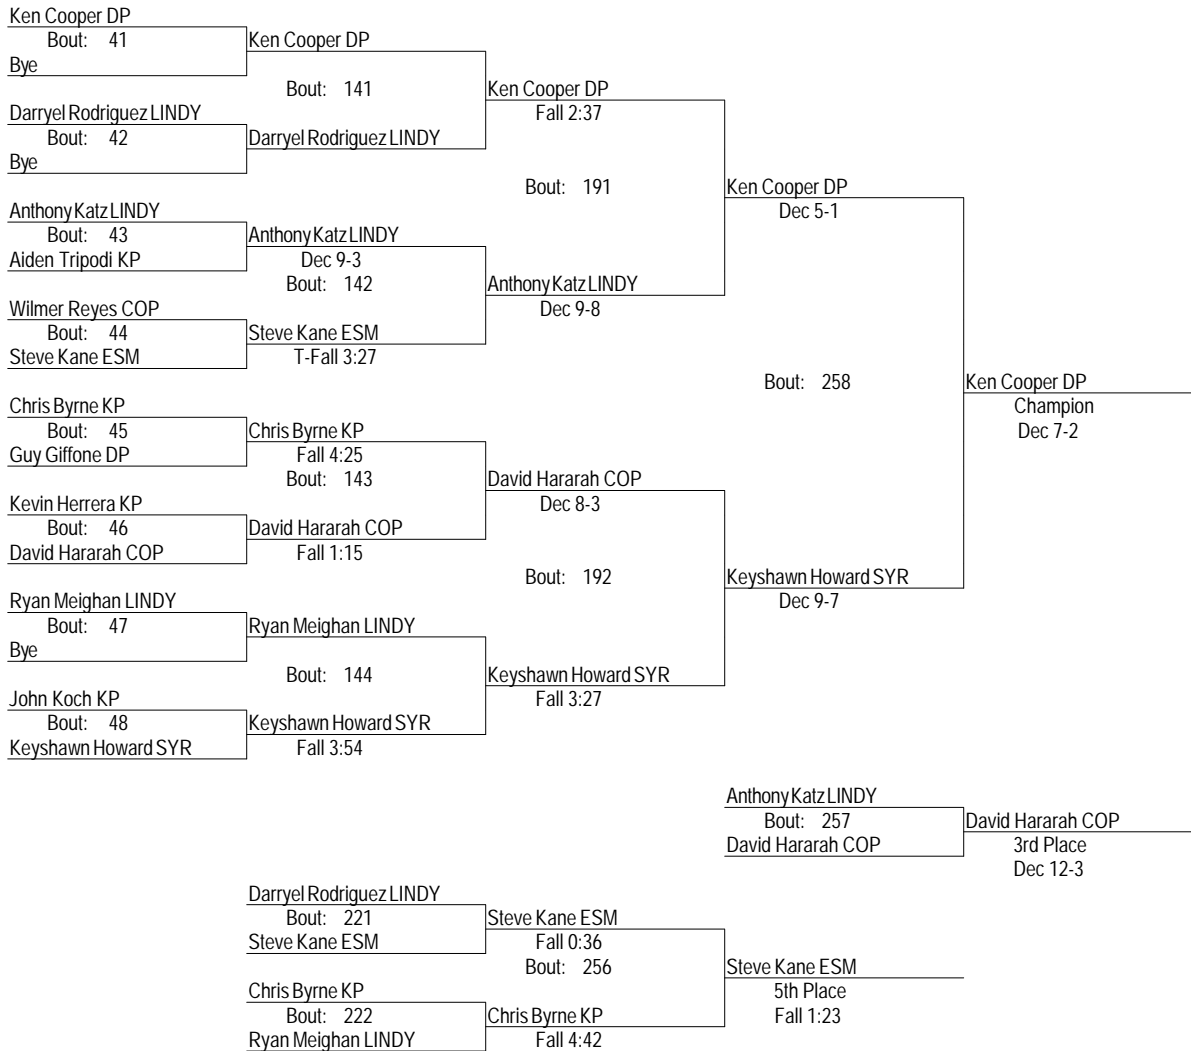 Ken Cooper DP
Bout: 41
Bye
Ken Cooper DP
Bout: 141
Darryel Rodriguez LINDY
Bout: 42
Bye
Darryel Rodriguez LINDY
Ken Cooper DP
Fall 2:37
Bout: 191
Anthony Katz LINDY
Bout: 43
Aiden Tripodi KP
Anthony Katz LINDY
Dec 9-3
Bout: 142
Wilmer Reyes COP
Bout: 44
Steve Kane ESM
Steve Kane ESM
T-Fall 3:27
Anthony Katz LINDY
Dec 9-8
Ken Cooper DP
Dec 5-1
Bout: 258
Chris Byrne KP
Bout: 45
Guy Giffone DP
Chris Byrne KP
Fall 4:25
Bout: 143
Kevin Herrera KP
Bout: 46
David Hararah COP
David Hararah COP
Fall 1:15
David Hararah COP
Dec 8-3
Bout: 192
Ryan Meighan LINDY
Bout: 47
Bye
Ryan Meighan LINDY
Bout: 144
John Koch KP
Bout: 48
Keyshawn Howard SYR
Keyshawn Howard SYR
Fall 3:54
Keyshawn Howard SYR
Fall 3:27
Keyshawn Howard SYR
Dec 9-7
Ken Cooper DP
Champion
Dec 7-2
Anthony Katz LINDY
Bout: 257
David Hararah COP
David Hararah COP
3rd Place
Dec 12-3
Darryel Rodriguez LINDY
Bout: 221
Steve Kane ESM
Steve Kane ESM
Fall 0:36
Bout: 256
Chris Byrne KP
Bout: 222
Ryan Meighan LINDY
Chris Byrne KP
Fall 4:42
Steve Kane ESM
5th Place
Fall 1:23